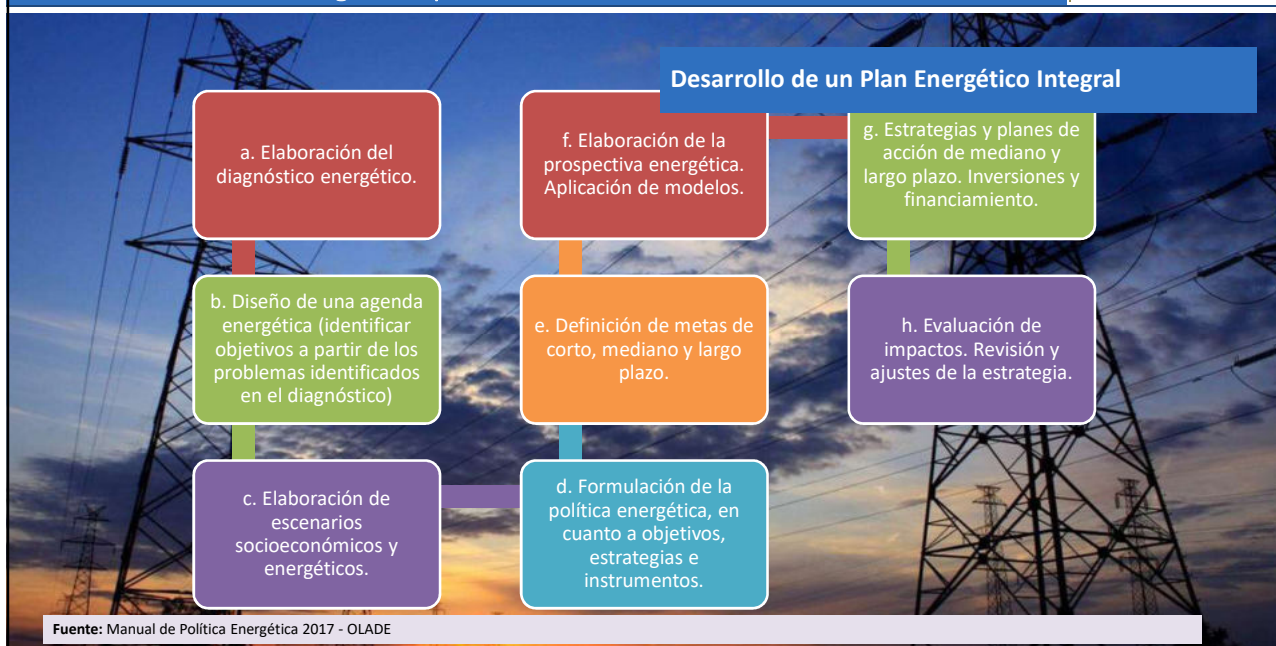 Desarrollo de un Plan Energético Integral
a. Elaboración del
diagnóstico energético.
b. Diseño de una agenda
energética (identificar
objetivos a partir de los
problemas identificados
en el diagnóstico)
c. Elaboración de
escenarios
socioeconómicos y
energéticos.
d. Formulación de la
política energética, en
cuanto a objetivos,
estrategias e
instrumentos.
e. Definición de metas de
corto, mediano y largo
plazo.
f. Elaboración de la
prospectiva energética.
Aplicación de modelos.
g. Estrategias y planes de
acción de mediano y
largo plazo. Inversiones y
financiamiento.
h. Evaluación de
impactos. Revisión y
ajustes de la estrategia.
Fuente: Manual de Política Energética 2017 - OLADE